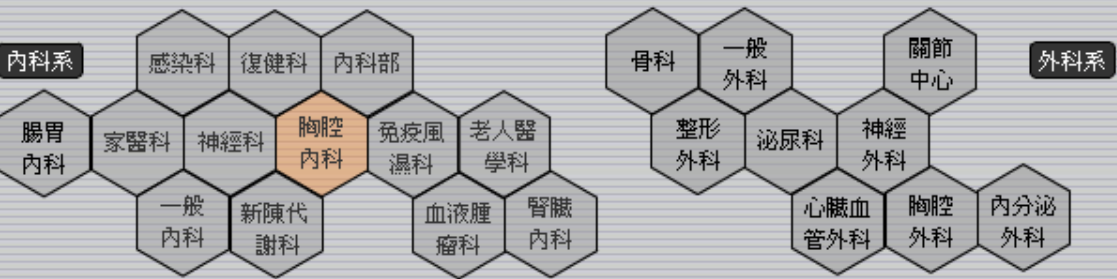 內科系
感染科
復健科
內科部
腸胃
內科
家醫科
神經科
胸腔
內科
免疫風
濕科
老人醫
學科
一般
內科
新陳代
謝科
血液腫
瘤科
腎臟
內科
骨科
一般
外科
關節
中心
外科系
整形
外科
泌尿科
神經
外科
心臟血
管外科
胸腔
外科
內分泌
外科